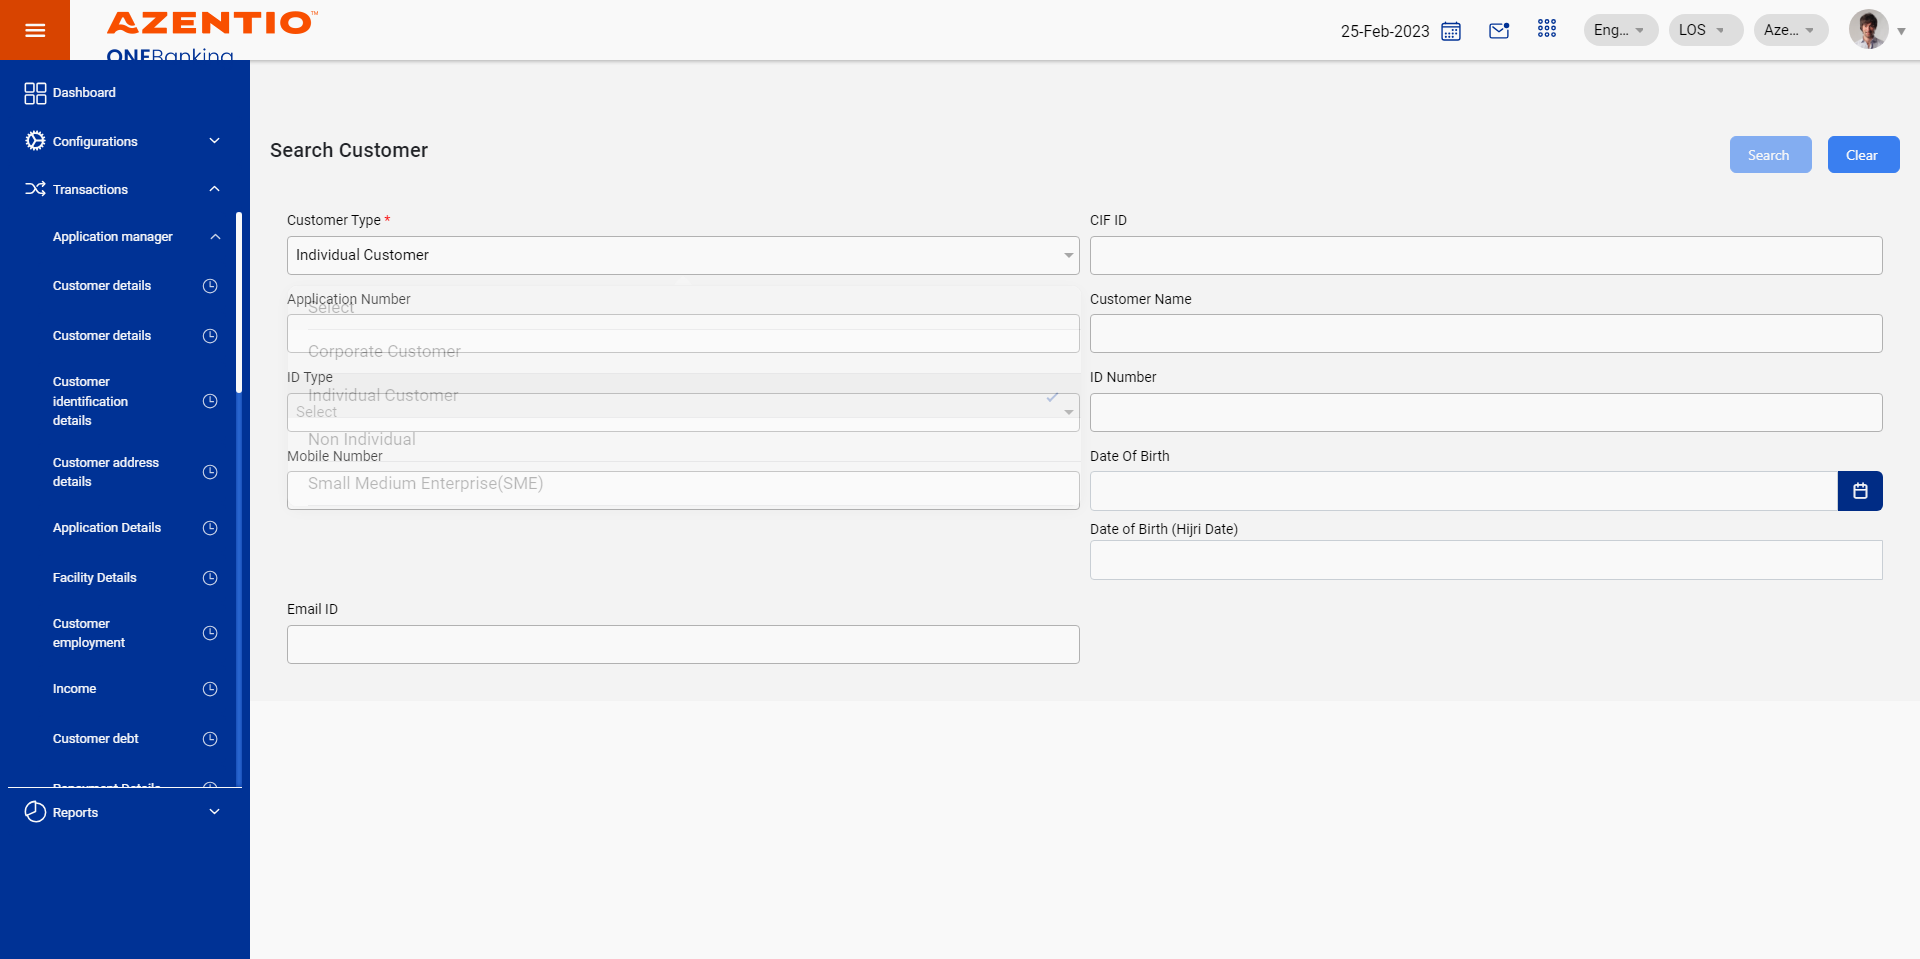 AZENTIO™
ONEBanking
25-Feb-2023
Eng...
LOS
Aze...
Dashboard
Configurations
Transactions
Application manager
Customer details
Customer details
Customer
identification
details
Customer address
details
Application Details
Facility Details
Customer
employment
Income
Customer debt
Repayment Details
Reports
Search Customer
Search
Clear
Customer Type *
Individual Customer
CIF ID
Application Number
Select
Corporate Customer
Individual Customer
Non Individual
Small Medium Enterprise(SME)
Customer Name
ID Type
Select
ID Number
Mobile Number
Date Of Birth
Date of Birth (Hijri Date)
Email ID